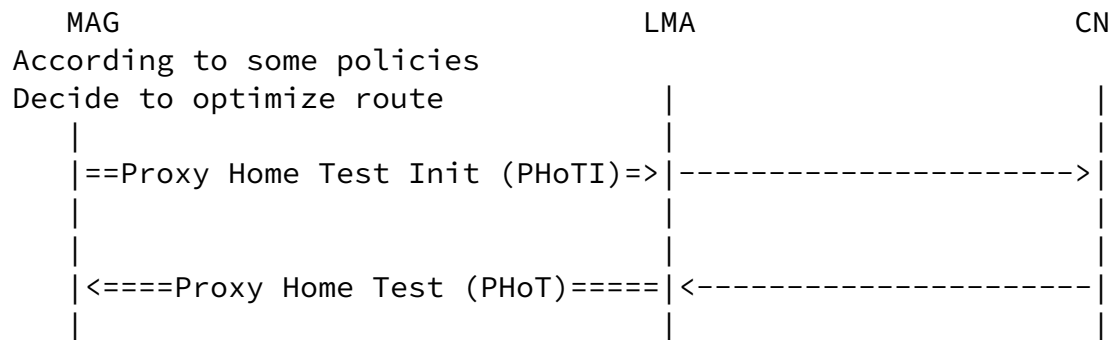 MAG LMA CN
According to some policies
Decide to optimize route
==Proxy Home Test Init (PHoTI)=>
<====Proxy Home Test (PHoT)=====